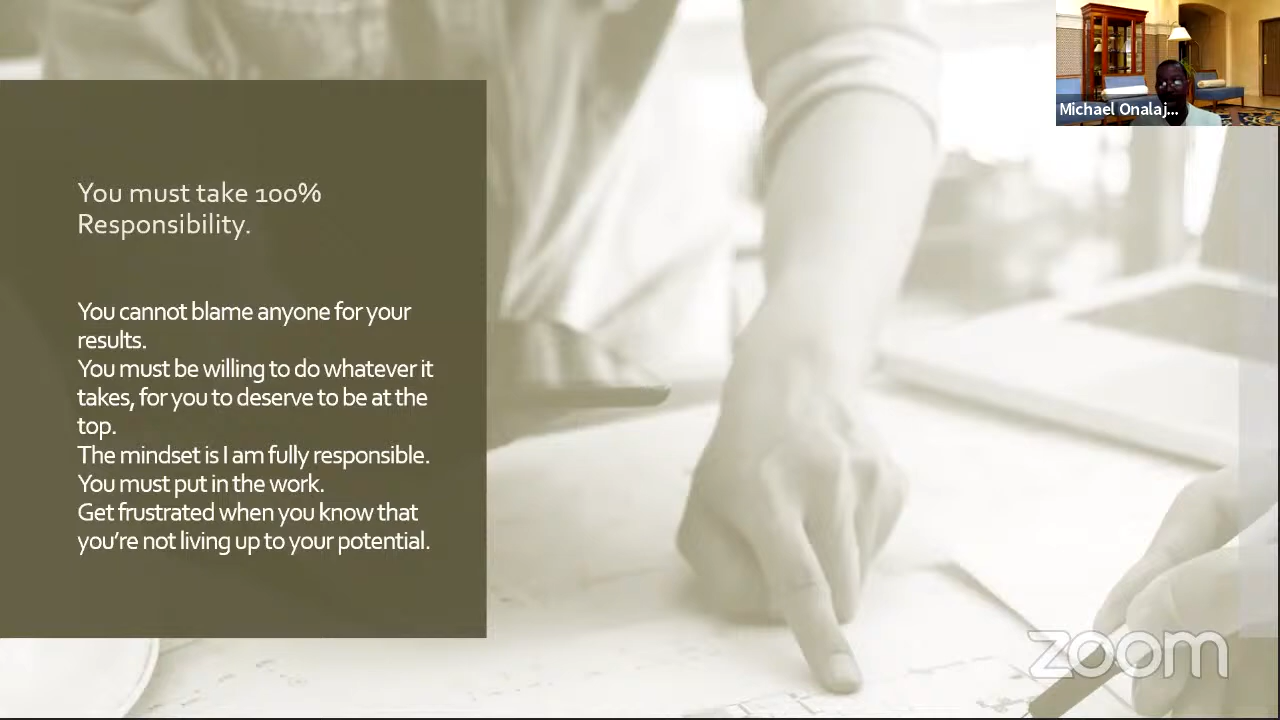 You must take 100%
Responsibility.
You cannot blame anyone for your
results.
You must be willing to do whatever it
takes, for you to deserve to be at the
top.
The mindset is I am fully responsible.
You must put in the work.
Get frustrated when you know that
you're not living up to your potential.
Michael Onalaj...
zoom